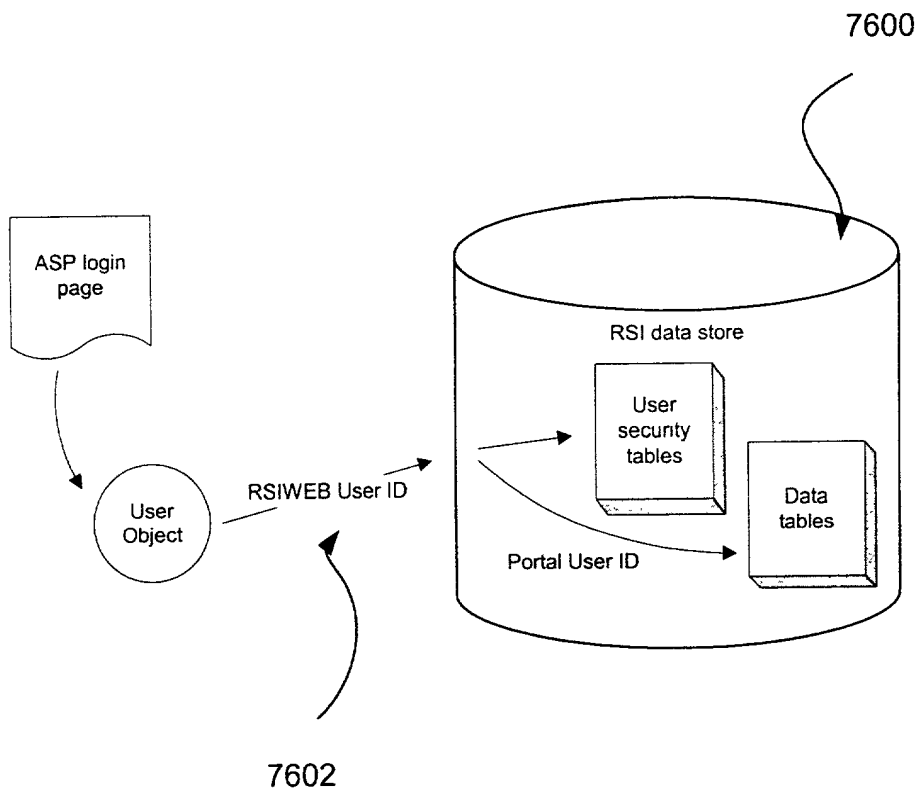 7600
ASP login
page
RSI data store
User
security
tables
RSIWEB User ID
User
Object
Data
tables
Portal User ID
7602